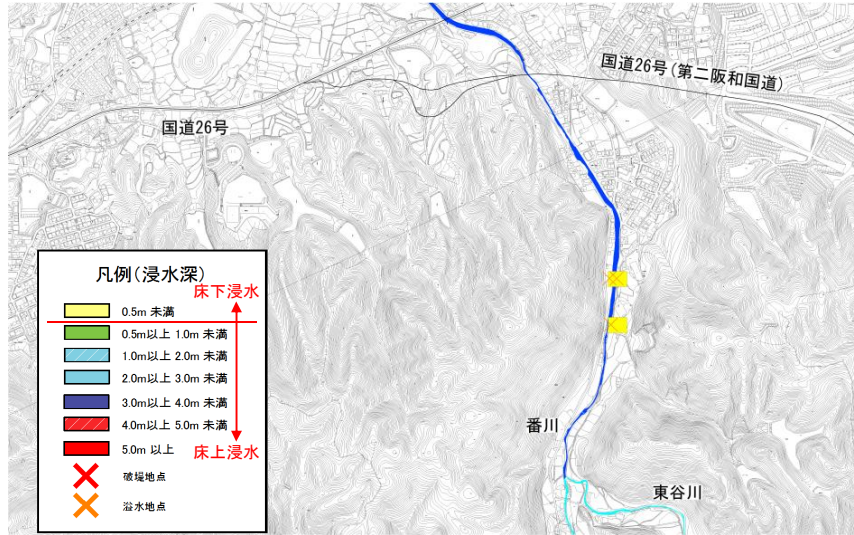 国道26号(第二阪和国道)
国道26号
凡例(浸水深)
床下浸水
0.5m 未満
0.5m以上 1.0m 未満
1.0m以上 2.0m 未満
2.0m以上 3.0m 未満
3.0m以上 4.0m 未満
4.0m以上 5.0m 未満
5.0m 以上
床上浸水
破堤地点
溢水地点
番川
東谷川